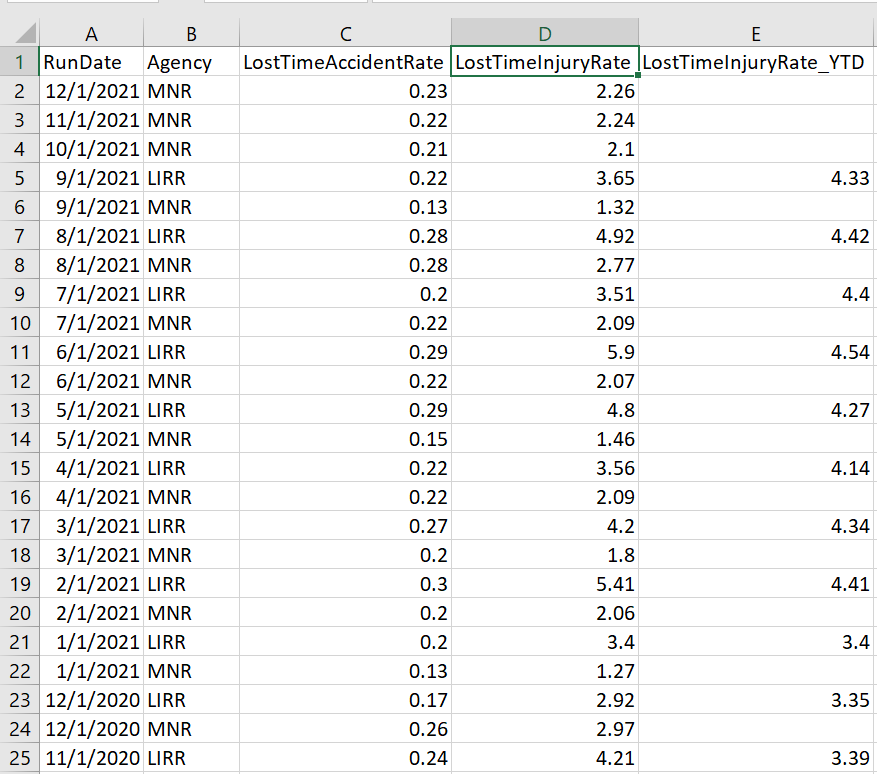 A B C D E
1 RunDate Agency LostTimeAccidentRate LostTimeInjuryRate LostTimeInjuryRate_YTD
2 12/1/2021 MNR 0.23 2.26
3 11/1/2021 MNR 0.22 2.24
4 10/1/2021 MNR 0.21 2.1
5 9/1/2021 LIRR 0.22 3.65 4.33
6 9/1/2021 MNR 0.13 1.32
7 8/1/2021 LIRR 0.28 4.92 4.42
8 8/1/2021 MNR 0.28 2.77
9 7/1/2021 LIRR 0.2 3.51 4.4
10 7/1/2021 MNR 0.22 2.09
11 6/1/2021 LIRR 0.29 5.9 4.54
12 6/1/2021 MNR 0.22 2.07
13 5/1/2021 LIRR 0.29 4.8 4.27
14 5/1/2021 MNR 0.15 1.46
15 4/1/2021 LIRR 0.22 3.56 4.14
16 4/1/2021 MNR 0.22 2.09
17 3/1/2021 LIRR 0.27 4.2 4.34
18 3/1/2021 MNR 0.2 1.8
19 2/1/2021 LIRR 0.3 5.41 4.41
20 2/1/2021 MNR 0.2 2.06
21 1/1/2021 LIRR 0.2 3.4 3.4
22 1/1/2021 MNR 0.13 1.27
23 12/1/2020 LIRR 0.17 2.92 3.35
24 12/1/2020 MNR 0.26 2.97
25 11/1/2020 LIRR 0.24 4.21 3.39